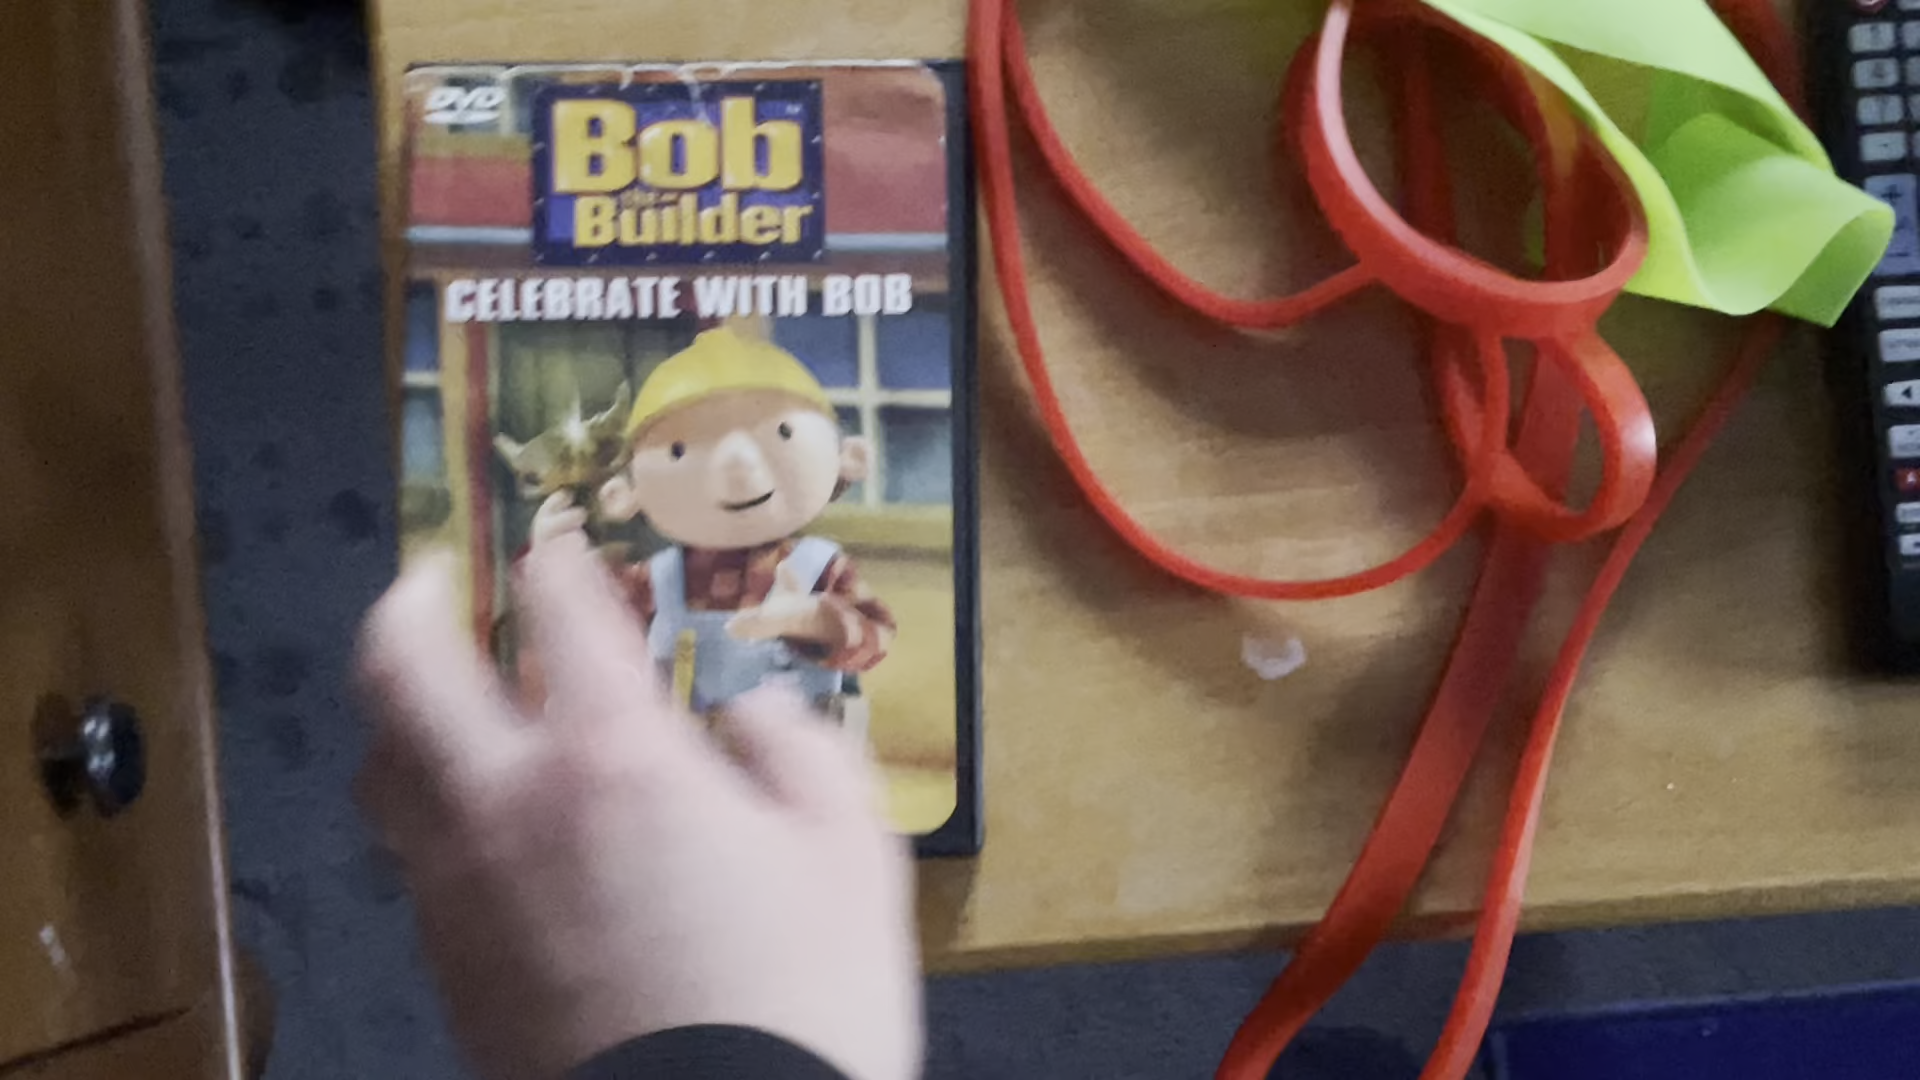 DVD
Bob
the
Builder
CELEBRATE WITH BOB